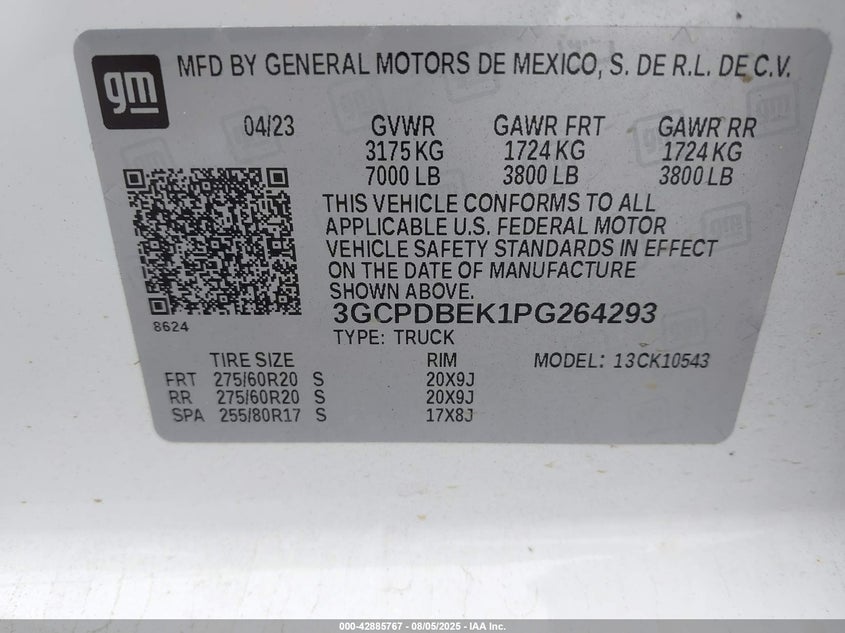 gm
MFD BY GENERAL MOTORS DE MEXICO, S. DE R.L. DE C.V.
04/23 GVWR GAWR FRT GAWR RR
3175 KG 1724 KG 1724 KG
7000 LB 3800 LB 3800 LB
THIS VEHICLE CONFORMS TO ALL
APPLICABLE U.S. FEDERAL MOTOR
VEHICLE SAFETY STANDARDS IN EFFECT
ON THE DATE OF MANUFACTURE
SHOWN ABOVE.
8624 3GCPDBEK1PG264293
TYPE: TRUCK
TIRE SIZE RIM MODEL: 13CK10543
FRT 275/60R20 S 20X9J
RR 275/60R20 S 20X9J
SPA 255/80R17 S 17X8J
000-42885767 - 08/05/2025 - IAA Inc.